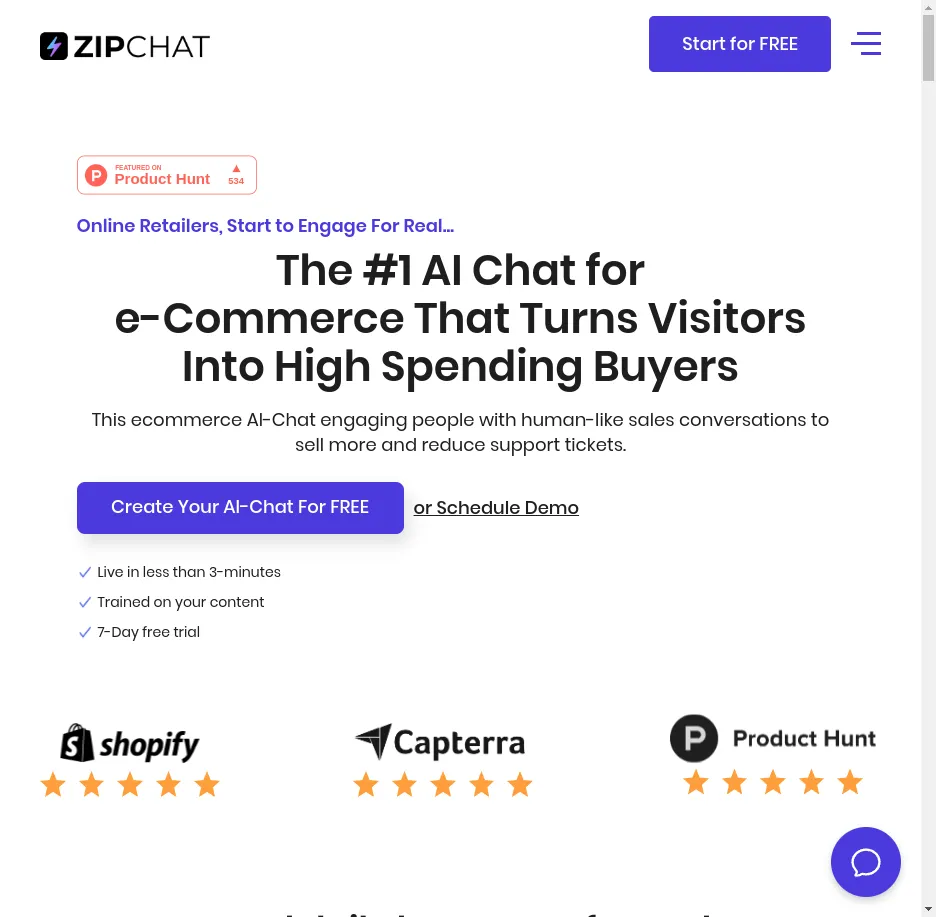 ZIPCHAT
Start for FREE
FEATURED ON
Product Hunt
534
Online Retailers, Start to Engage For Real...
The #1 AI Chat for
e-Commerce That Turns Visitors
Into High Spending Buyers
This ecommerce AI-Chat engaging people with human-like sales conversations to
sell more and reduce support tickets.
Create Your AI-Chat For FREE
or Schedule Demo
Live in less than 3-minutes
Trained on your content
7-Day free trial
shopify
Capterra
Product Hunt